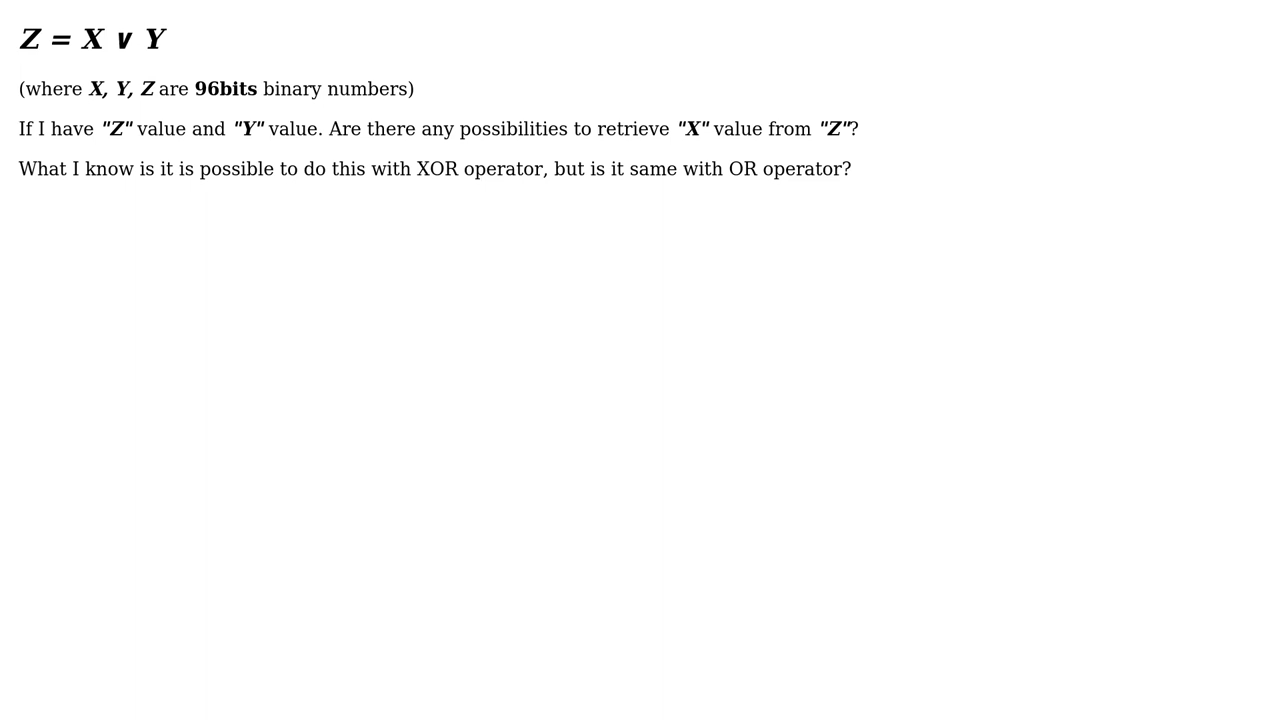 Z = X ∨ Y
(where X, Y, Z are 96bits binary numbers)
If I have "Z" value and "Y" value. Are there any possibilities to retrieve "X" value from "Z"?
What I know is it is possible to do this with XOR operator, but is it same with OR operator?